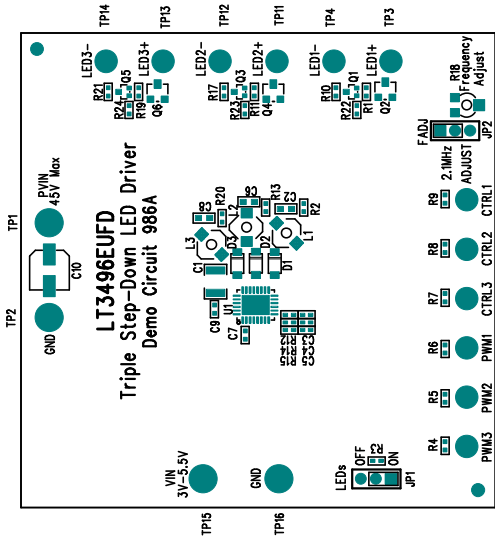 TP14
TP13
TP12
TP11
TP4
TP3
LED3-
LED3+
LED2-
LED2+
LED1-
LED1+
R18
Frequency
Adjust
R21
Q5
R24
R19
Q6
R17
Q3
R23
R11
Q4
R10
Q1
R22
Q2
FADJ
JP2
2.1MHz
ADJUST
TP1
PVIN
45V Max
C10
TP2
GND
LT3496EUFD
Triple Step-Down LED Driver
Demo Circuit 986A
C8
R20
C6
R13
C2
R2
L3
L2
L1
D3
D2
D1
C1
C9
U1
C7
R9
CTRL1
R8
CTRL2
R7
CTRL3
R6
PWM1
R5
PWM2
R4
PWM3
VIN
3V-5.5V
TP15
GND
TP16
LEDs
OFF
ON
R3
JP1